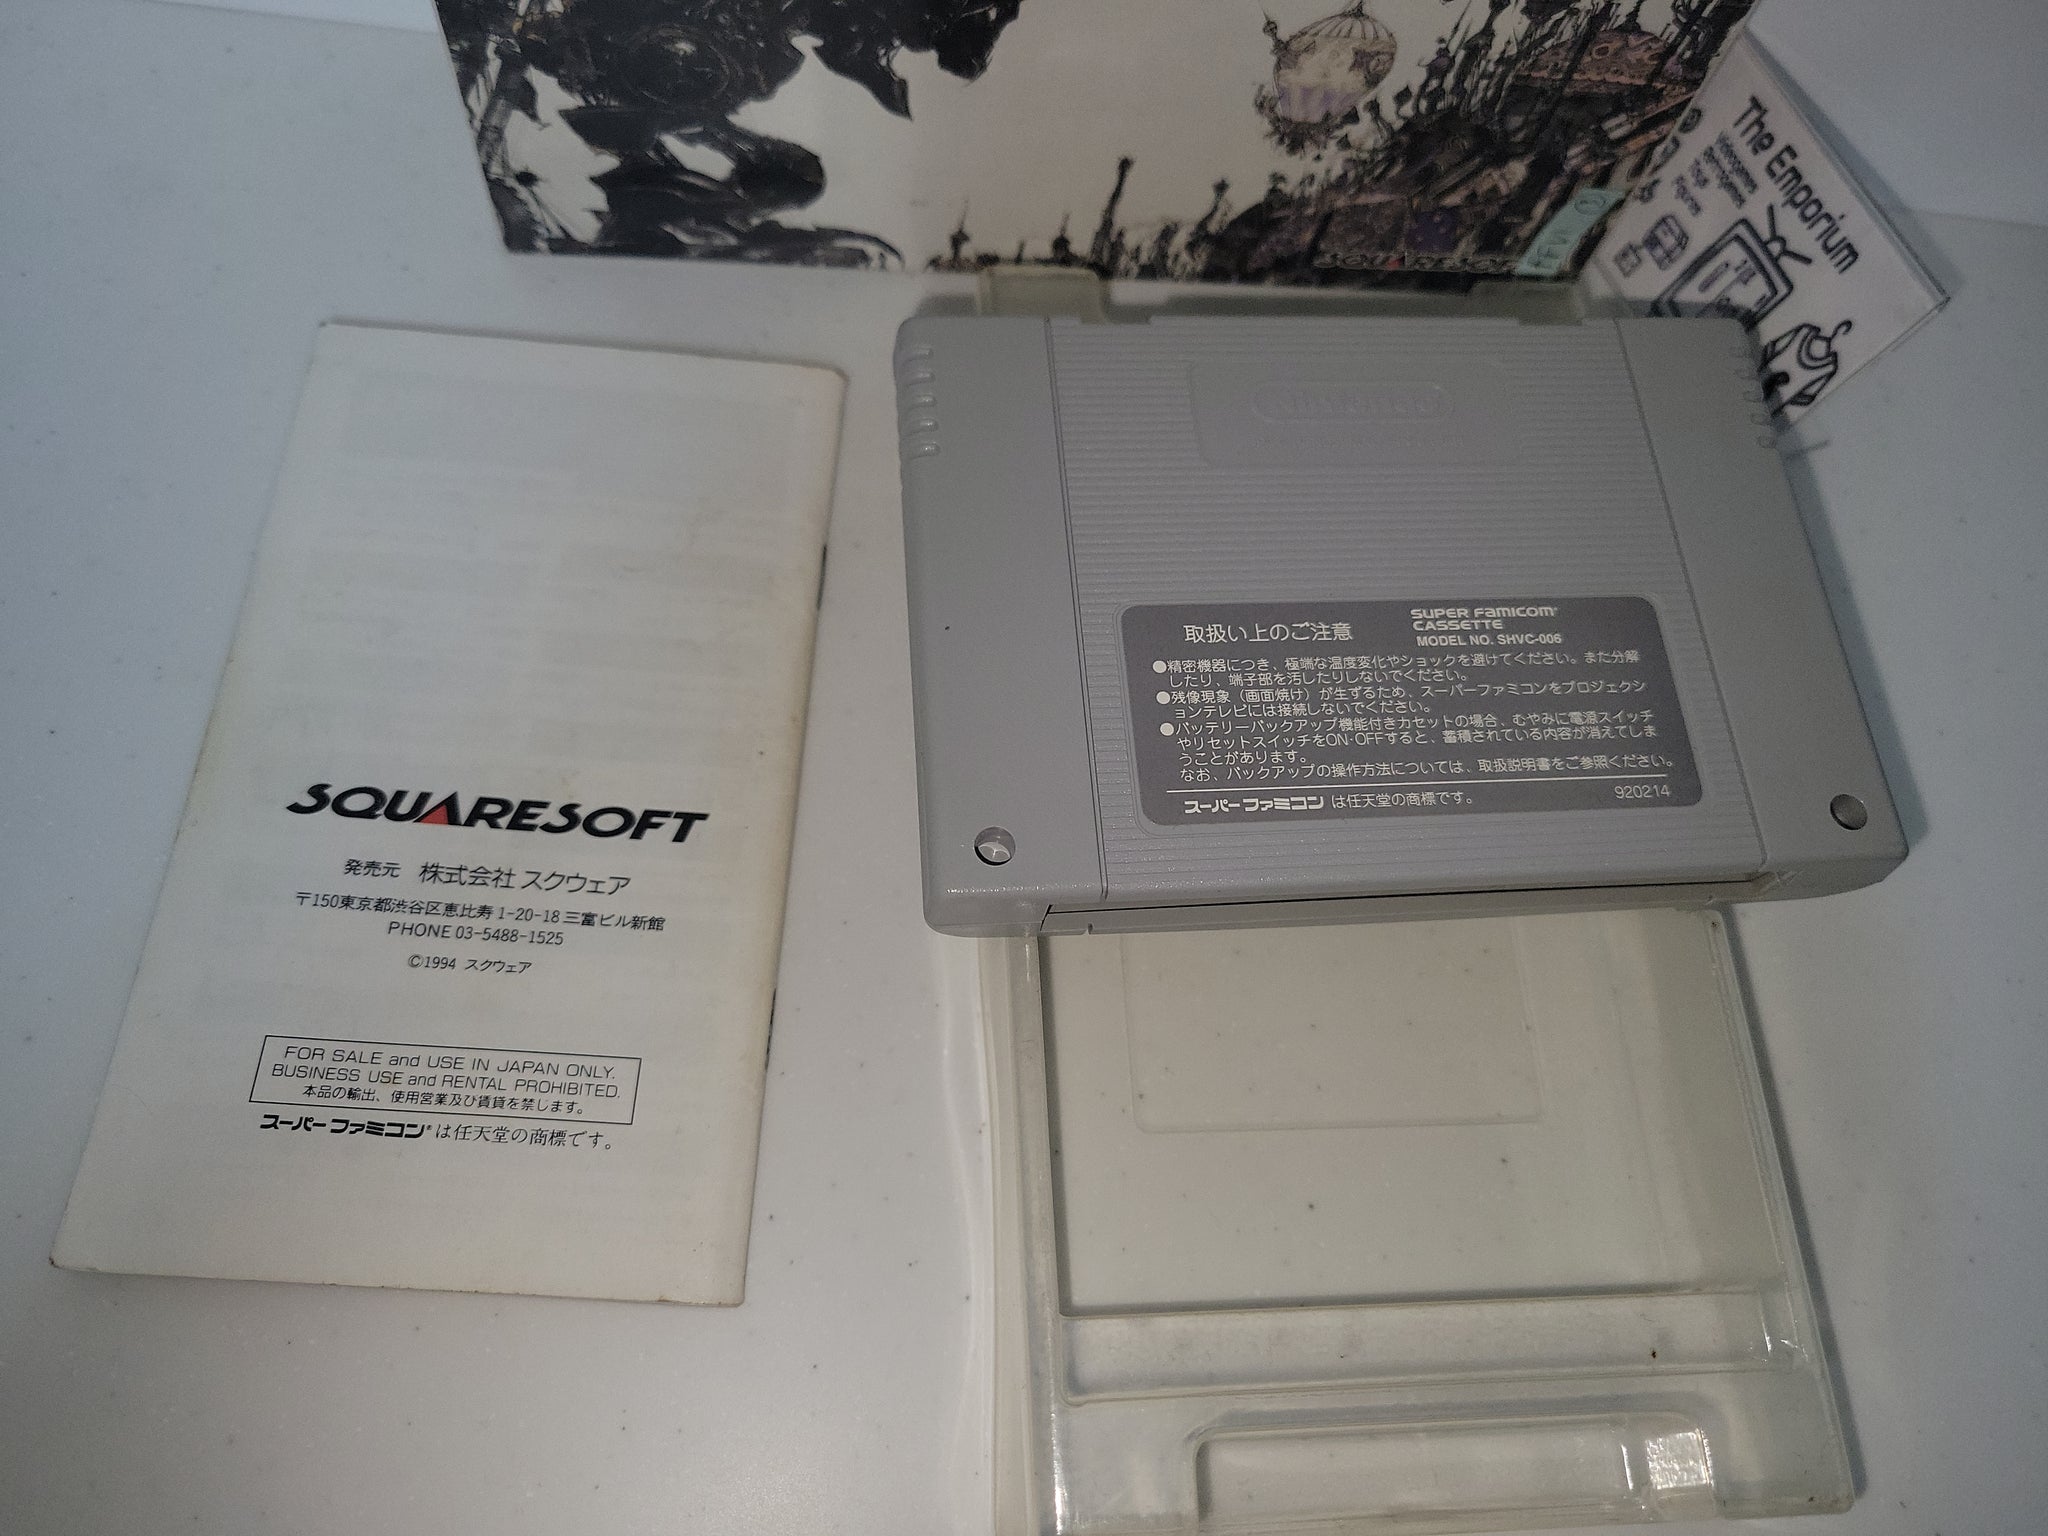 The Emporium
SQUARESOFT
FFVI ③
Nintendo
取扱い上のご注意
SUPER FAMICOM
CASSETTE
MODEL NO. SHVC-006
●精密機器につき、極端な温度変化やショックを避けてください。また分解
したり、端子部を汚したりしないでください。
●残像現象（画面焼け）が生ずるため、スーパーファミコンをプロジェクシ
ョンテレビには接続しないでください。
●バッテリーバックアップ機能付きカセットの場合、むやみに電源スイッチ
やリセットスイッチをON･OFFすると、蓄積されている内容が消えてしま
うことがあります。
なお、バックアップの操作方法については、取扱説明書をご参照ください。
スーパーファミコンは任天堂の商標です。
920214
SQUARESOFT
発売元 株式会社スクウェア
〒150東京都渋谷区恵比寿1-20-18三富ビル新館
PHONE 03-5488-1525
©1994 スクウェア
FOR SALE and USE IN JAPAN ONLY.
BUSINESS USE and RENTAL PROHIBITED.
本品の輸出、使用営業及び賃貸を禁じます。
スーパーファミコン®は任天堂の商標です。